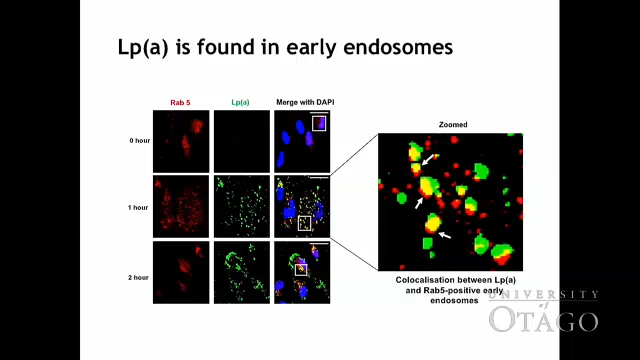 Lp(a) is found in early endosomes
Rab 5 Lp(a) Merge with DAPI
0 hour
1 hour
2 hour
Zoomed
Colocalisation between Lp(a)
and Rab5-positive early
endosomes
UNIVERSITY
of
OTAGO